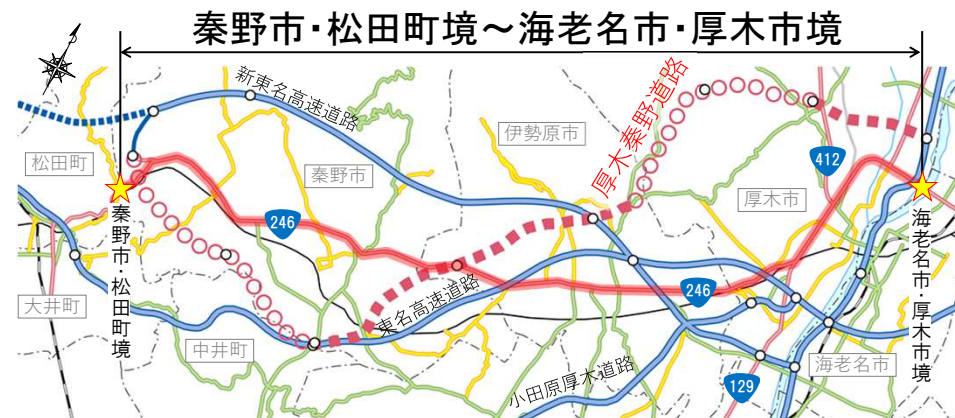 秦野市・松田町境～海老名市・厚木市境
新東名高速道路
厚木秦野道路
伊勢原市
松田町
秦野市
412
厚木市
246
秦野市・松田町境
海老名市・厚木市境
246
大井町
東名高速道路
中井町
小田原厚木道路
海老名市
129